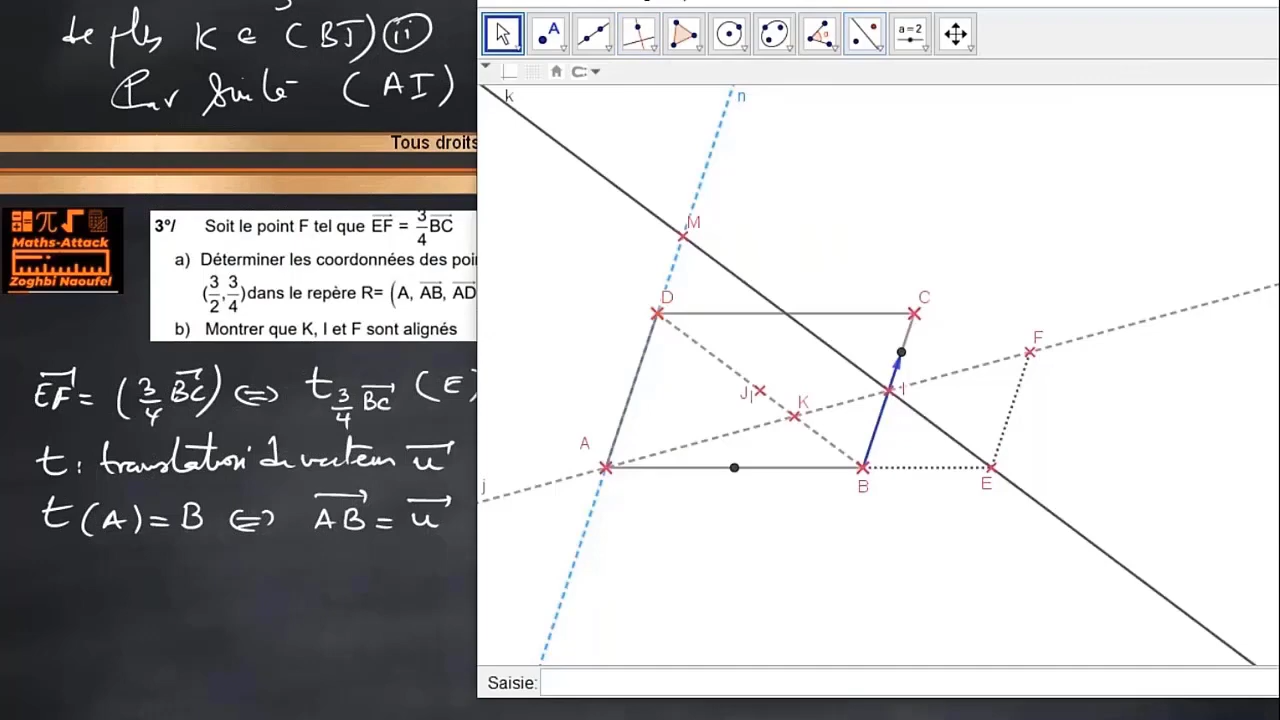 de plus K ∈ (BJ) ii
Par suite (AI)
Tous droits
Maths-Attack
Zoghbi Naoufel
3°/ Soit le point F tel que EF = 3/4 BC
a) Déterminer les coordonnées des poi
(3/2, 3/4) dans le repère R= (A, AB, AD
b) Montrer que K, I et F sont alignés
EF = (3/4 BC) ⇔ t 3/4 BC (E)
t : translation de vecteur u
t(A) = B ⇔ AB = u
a=2
k
n
M
D
C
F
J
I
K
A
j
B
E
Saisie: